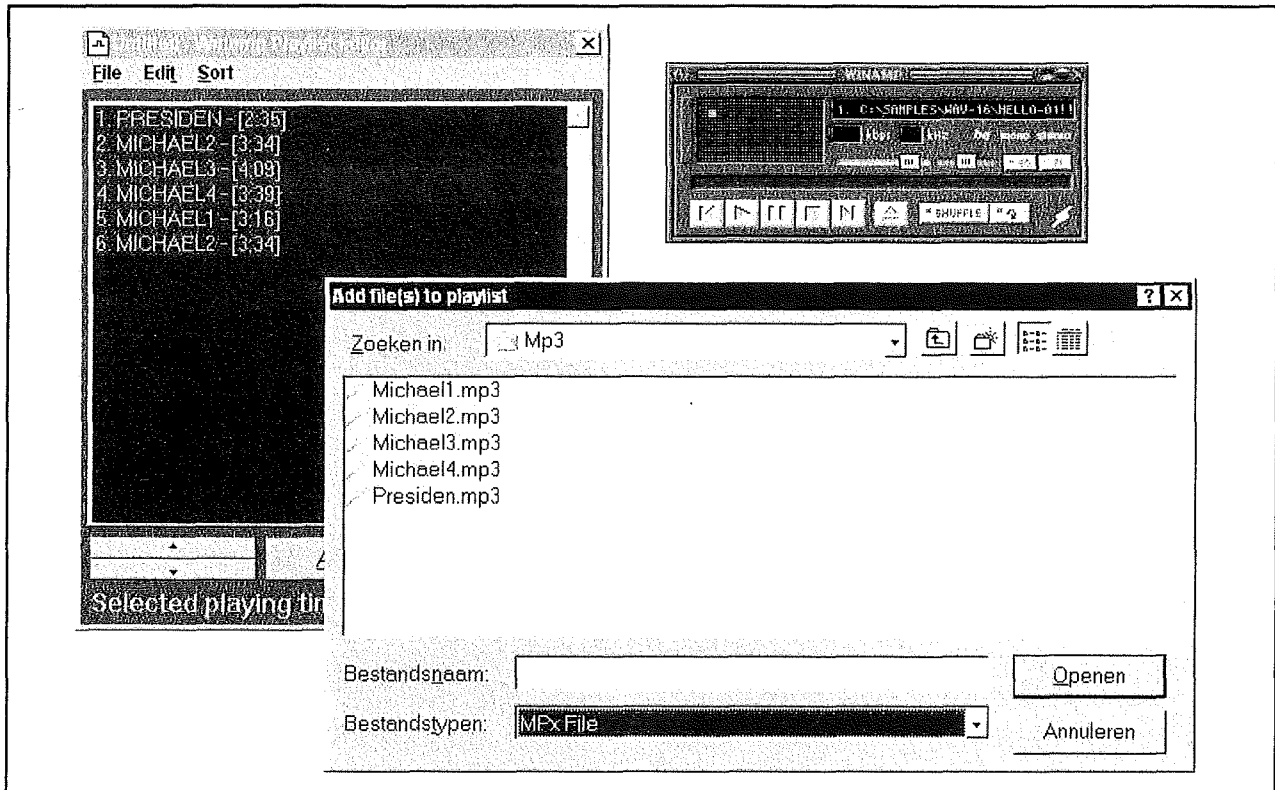 File Edit Sort
1. PRESIDEN - [2:35]
2. MICHAEL2 - [3:34]
3. MICHAEL3 - [4:09]
4. MICHAEL4 - [3:39]
5. MICHAEL1 - [3:16]
6. MICHAEL2 - [3:34]
Selected playing
WINAMP
1. C:\SAMPLES\WAV-16\HELLO-01
kbps kHz mono stereo
SHUFFLE
Add file(s) to playlist
Zoeken in: Mp3
Michael1.mp3
Michael2.mp3
Michael3.mp3
Michael4.mp3
Presiden.mp3
Bestandsnaam:
Openen
Bestandstypen: MPx File
Annuleren